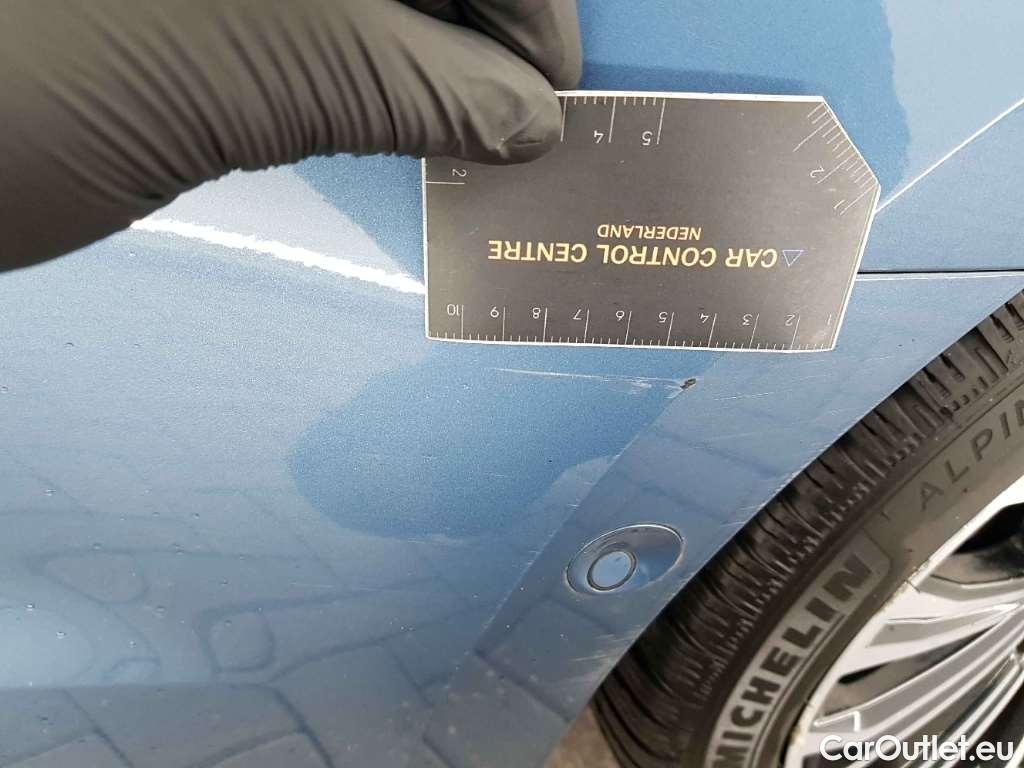 4 5
2
2
△ CAR CONTROL CENTRE
NEDERLAND
10 9 8 7 6 5 4 3 2 1
ALPIN
MICHELIN
CarOutlet.eu